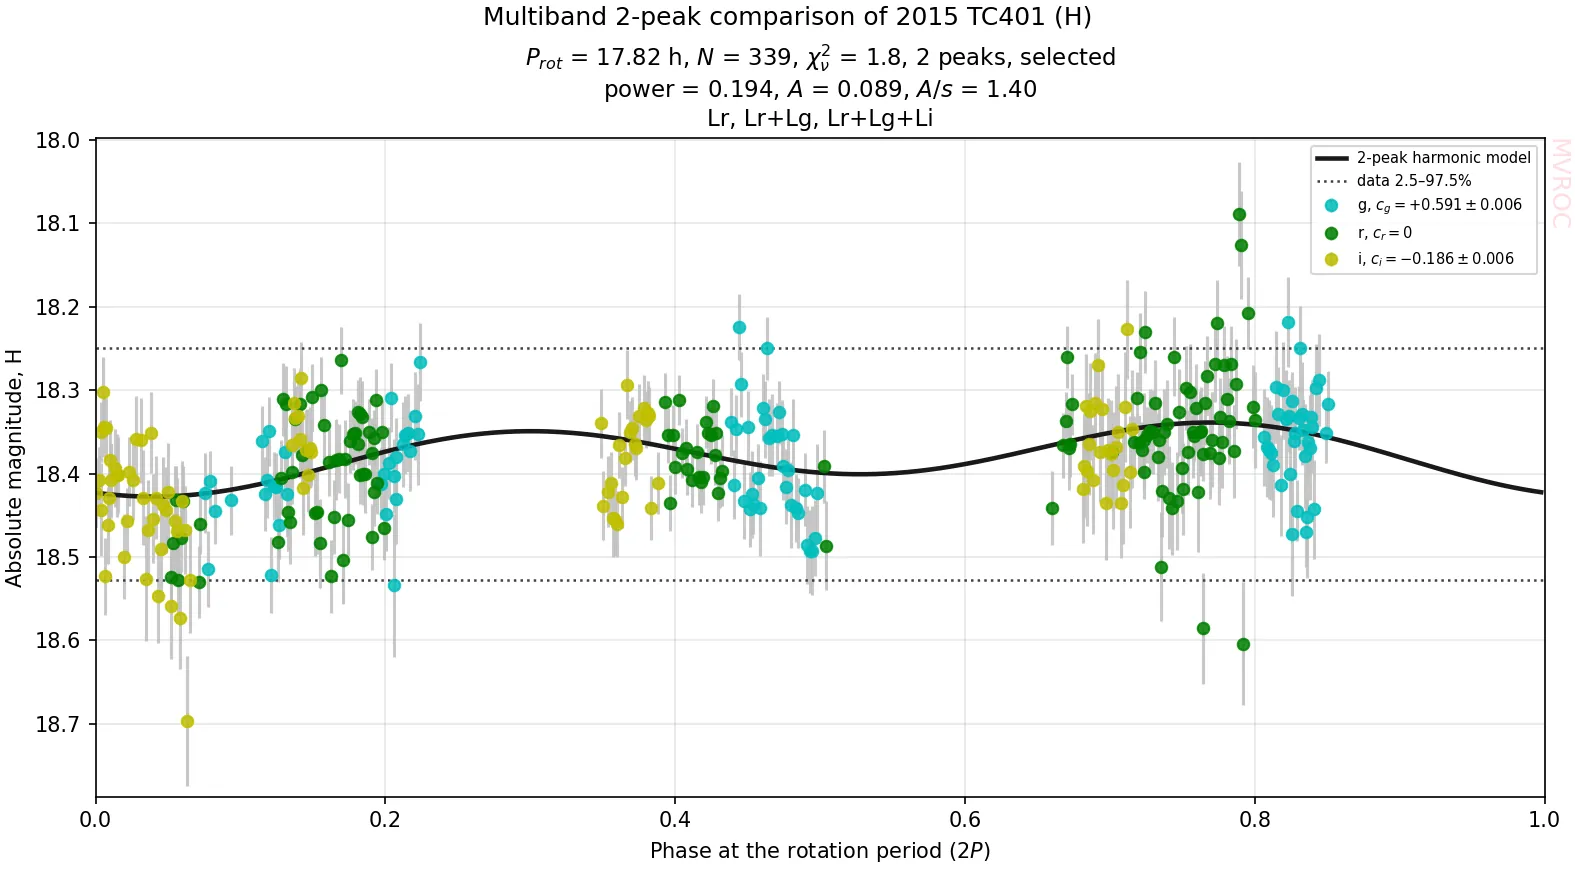 Multiband 2-peak comparison of 2015 TC401 (H)
P_rot = 17.82 h, N = 339, χ²_ν = 1.8, 2 peaks, selected
power = 0.194, A = 0.089, A/s = 1.40
Lr, Lr+Lg, Lr+Lg+Li
18.0
18.1
18.2
18.3
18.4
18.5
18.6
18.7
Absolute magnitude, H
2-peak harmonic model
data 2.5–97.5%
g, c_g = +0.591 ± 0.006
r, c_r = 0
i, c_i = −0.186 ± 0.006
MVROC
0.0 0.2 0.4 0.6 0.8 1.0
Phase at the rotation period (2P)